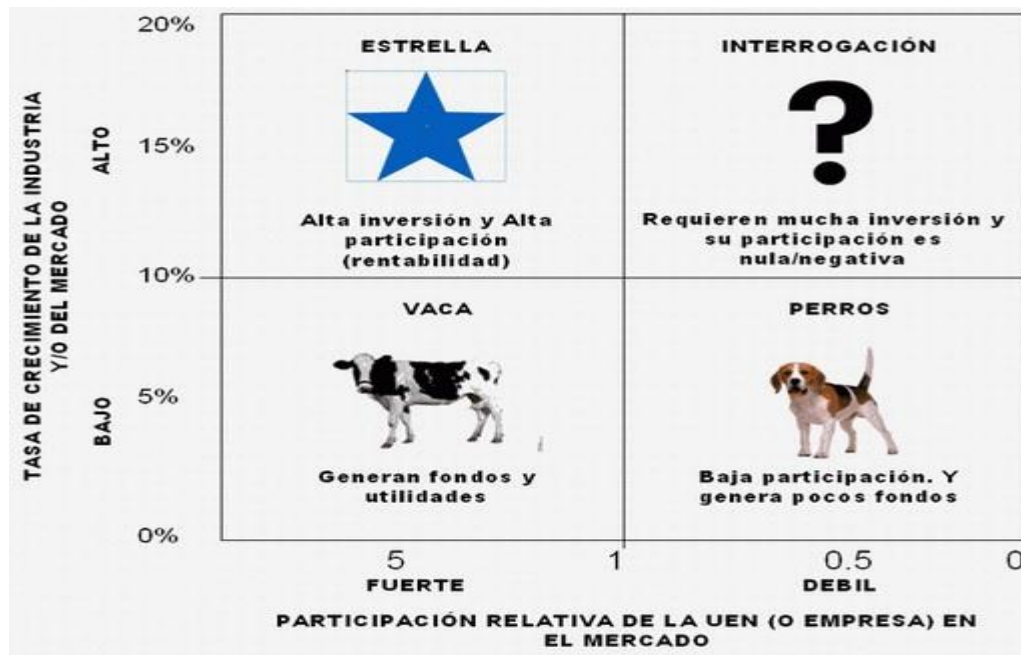 20%
15%
10%
5%
0%
TASA DE CRECIMIENTO DE LA INDUSTRIA
Y/O DEL MERCADO
ALTO
BAJO
ESTRELLA
Alta inversión y Alta
participación
(rentabilidad)
INTERROGACIÓN
?
Requieren mucha inversión y
su participación es
nula/negativa
VACA
Generan fondos y
utilidades
PERROS
Baja participación. Y
genera pocos fondos
5
1
0.5
0
FUERTE
DEBIL
PARTICIPACIÓN RELATIVA DE LA UEN (O EMPRESA) EN
EL MERCADO